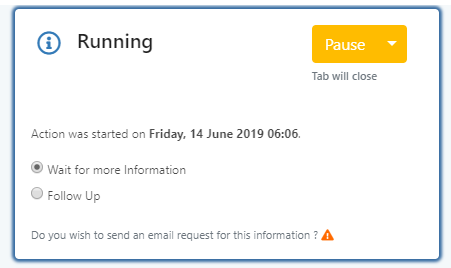 Running
Pause
Tab will close
Action was started on Friday, 14 June 2019 06:06.
Wait for more Information
Follow Up
Do you wish to send an email request for this information ?